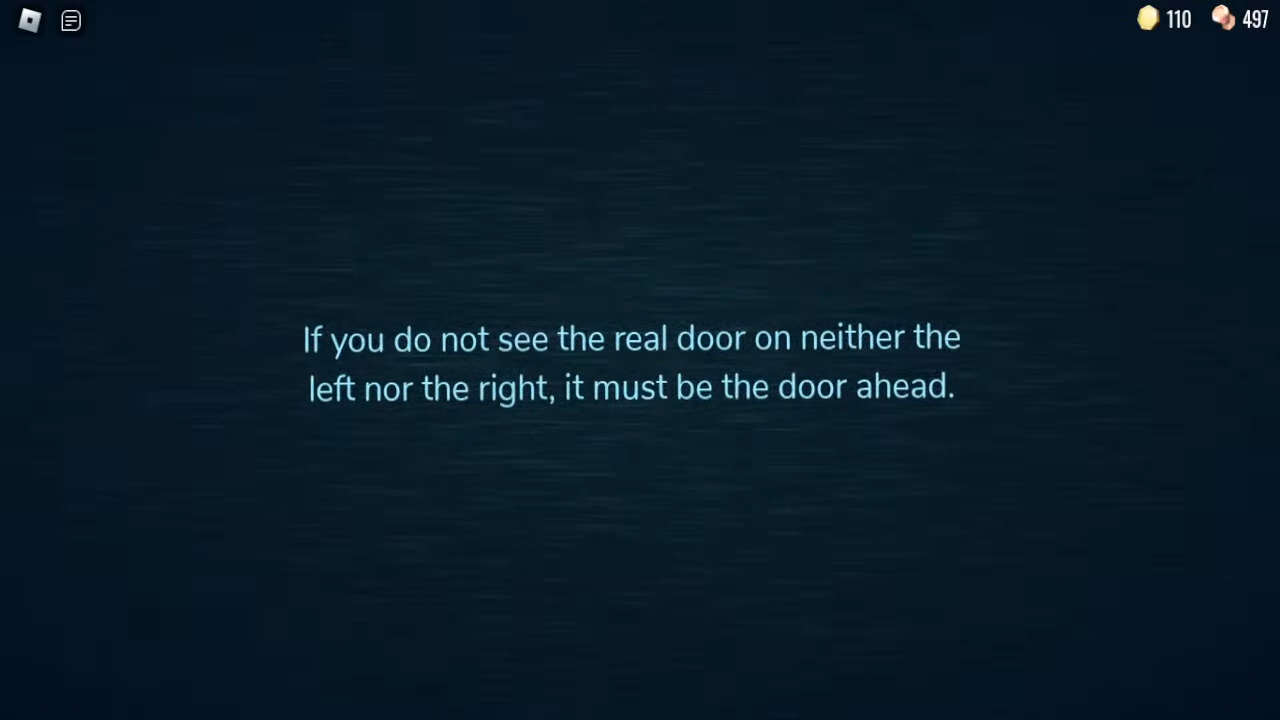 110 497
If you do not see the real door on neither the
left nor the right, it must be the door ahead.